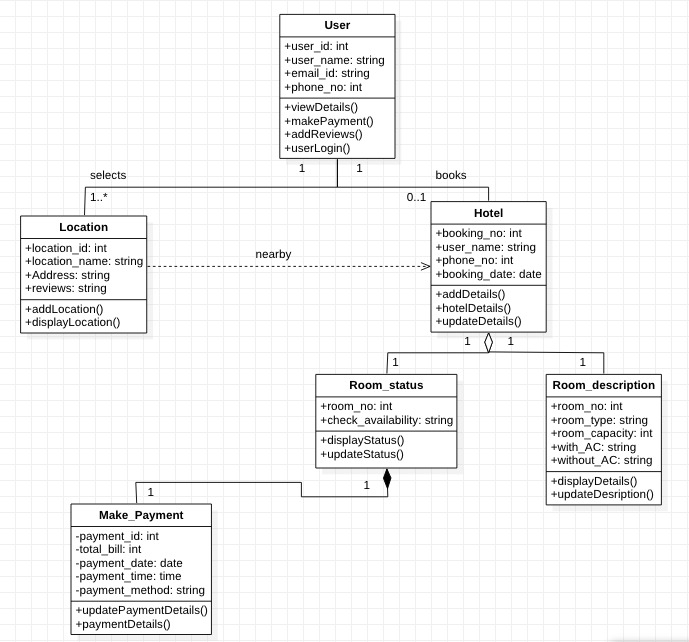 User
+user_id: int
+user_name: string
+email_id: string
+phone_no: int
+viewDetails()
+makePayment()
+addReviews()
+userLogin()
1
1
selects
books
1..*
0..1
Location
+location_id: int
+location_name: string
+Address: string
+reviews: string
+addLocation()
+displayLocation()
nearby
Hotel
+booking_no: int
+user_name: string
+phone_no: int
+booking_date: date
+addDetails()
+hotelDetails()
+updateDetails()
1
1
1
1
Room_status
+room_no: int
+check_availability: string
+displayStatus()
+updateStatus()
Room_description
+room_no: int
+room_type: string
+room_capacity: int
+with_AC: string
+without_AC: string
+displayDetails()
+updateDesription()
1
1
Make_Payment
-payment_id: int
-total_bill: int
-payment_date: date
-payment_time: time
-payment_method: string
+updatePaymentDetails()
+paymentDetails()